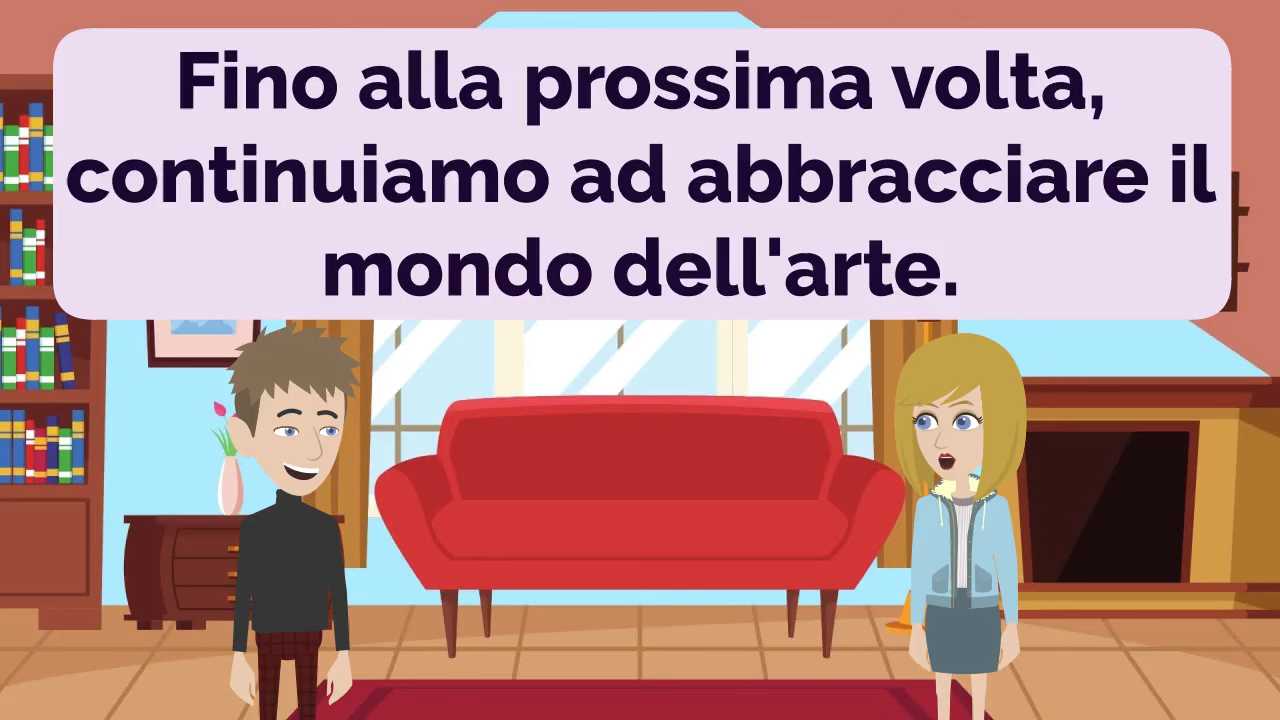 Fino alla prossima volta,
continuiamo ad abbracciare il
mondo dell'arte.